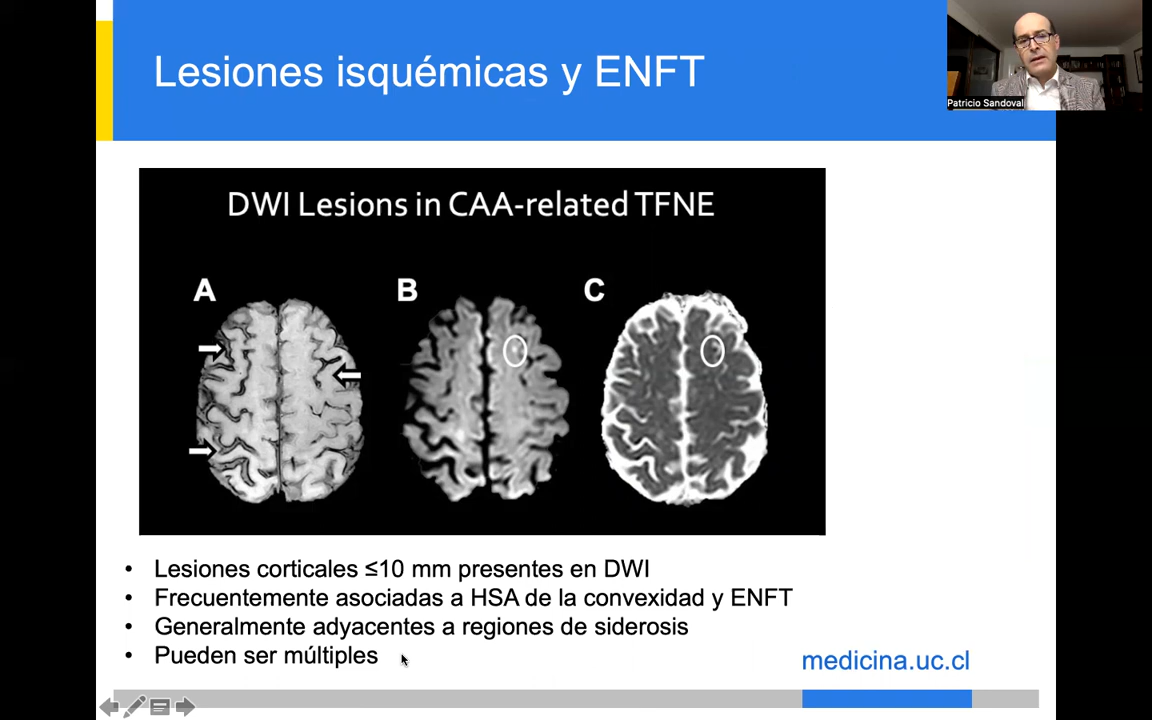 Lesiones isquémicas y ENFT
Patricio Sandoval
DWI Lesions in CAA-related TFNE
A
B
C
• Lesiones corticales ≤10 mm presentes en DWI
• Frecuentemente asociadas a HSA de la convexidad y ENFT
• Generalmente adyacentes a regiones de siderosis
• Pueden ser múltiples
medicina.uc.cl